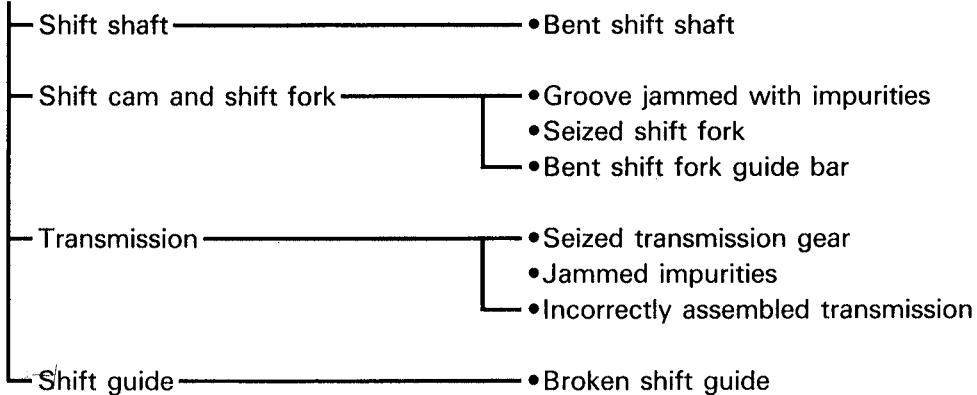 Shift shaft • Bent shift shaft
Shift cam and shift fork • Groove jammed with impurities
• Seized shift fork
• Bent shift fork guide bar
Transmission • Seized transmission gear
• Jammed impurities
• Incorrectly assembled transmission
Shift guide • Broken shift guide